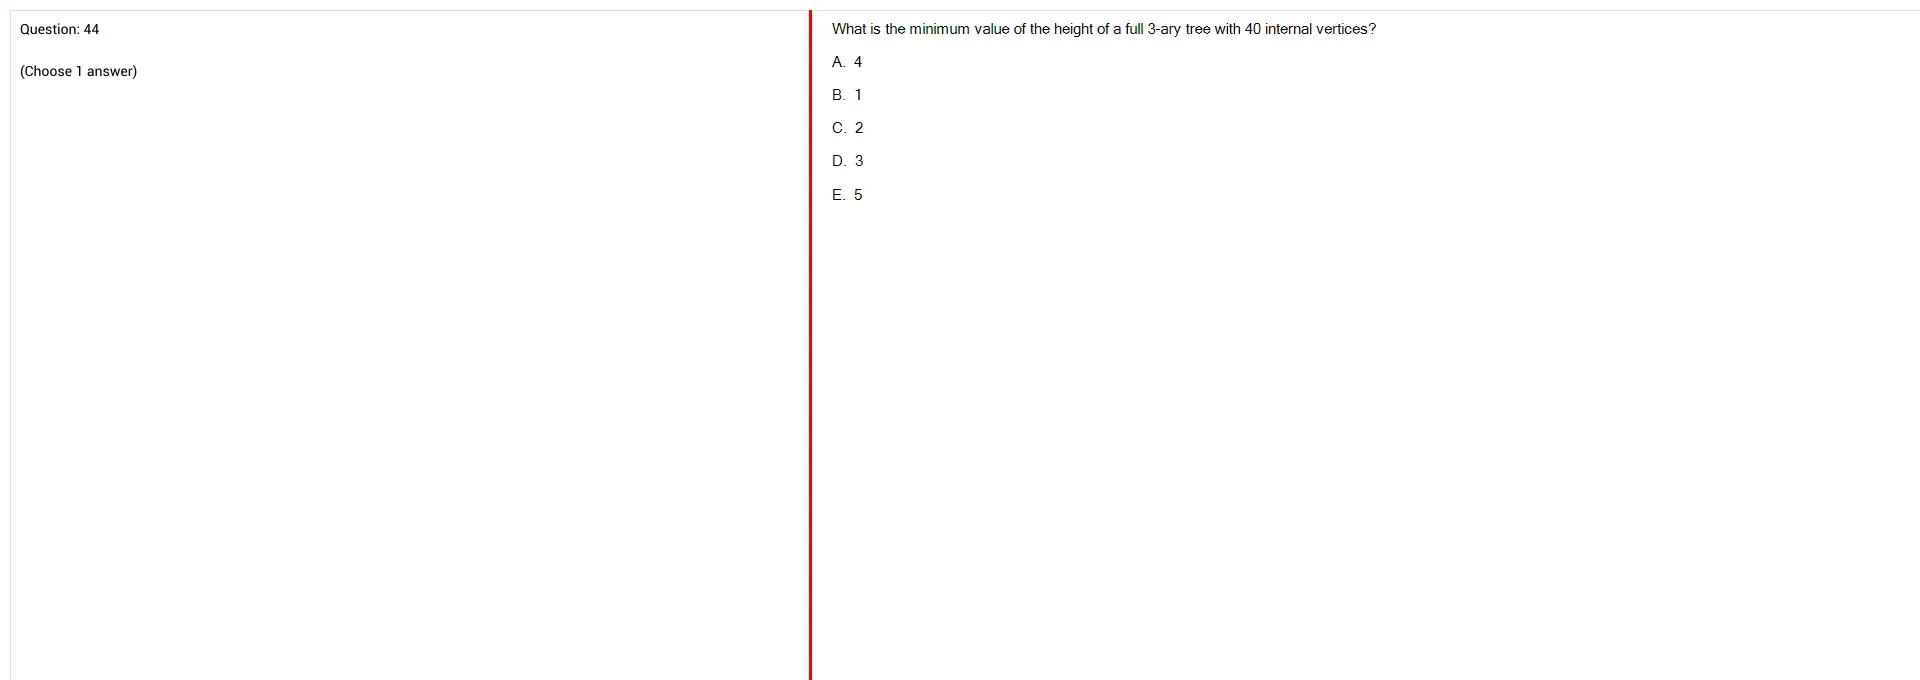 Question: 44
(Choose 1 answer)
What is the minimum value of the height of a full 3-ary tree with 40 internal vertices?
A. 4
B. 1
C. 2
D. 3
E. 5